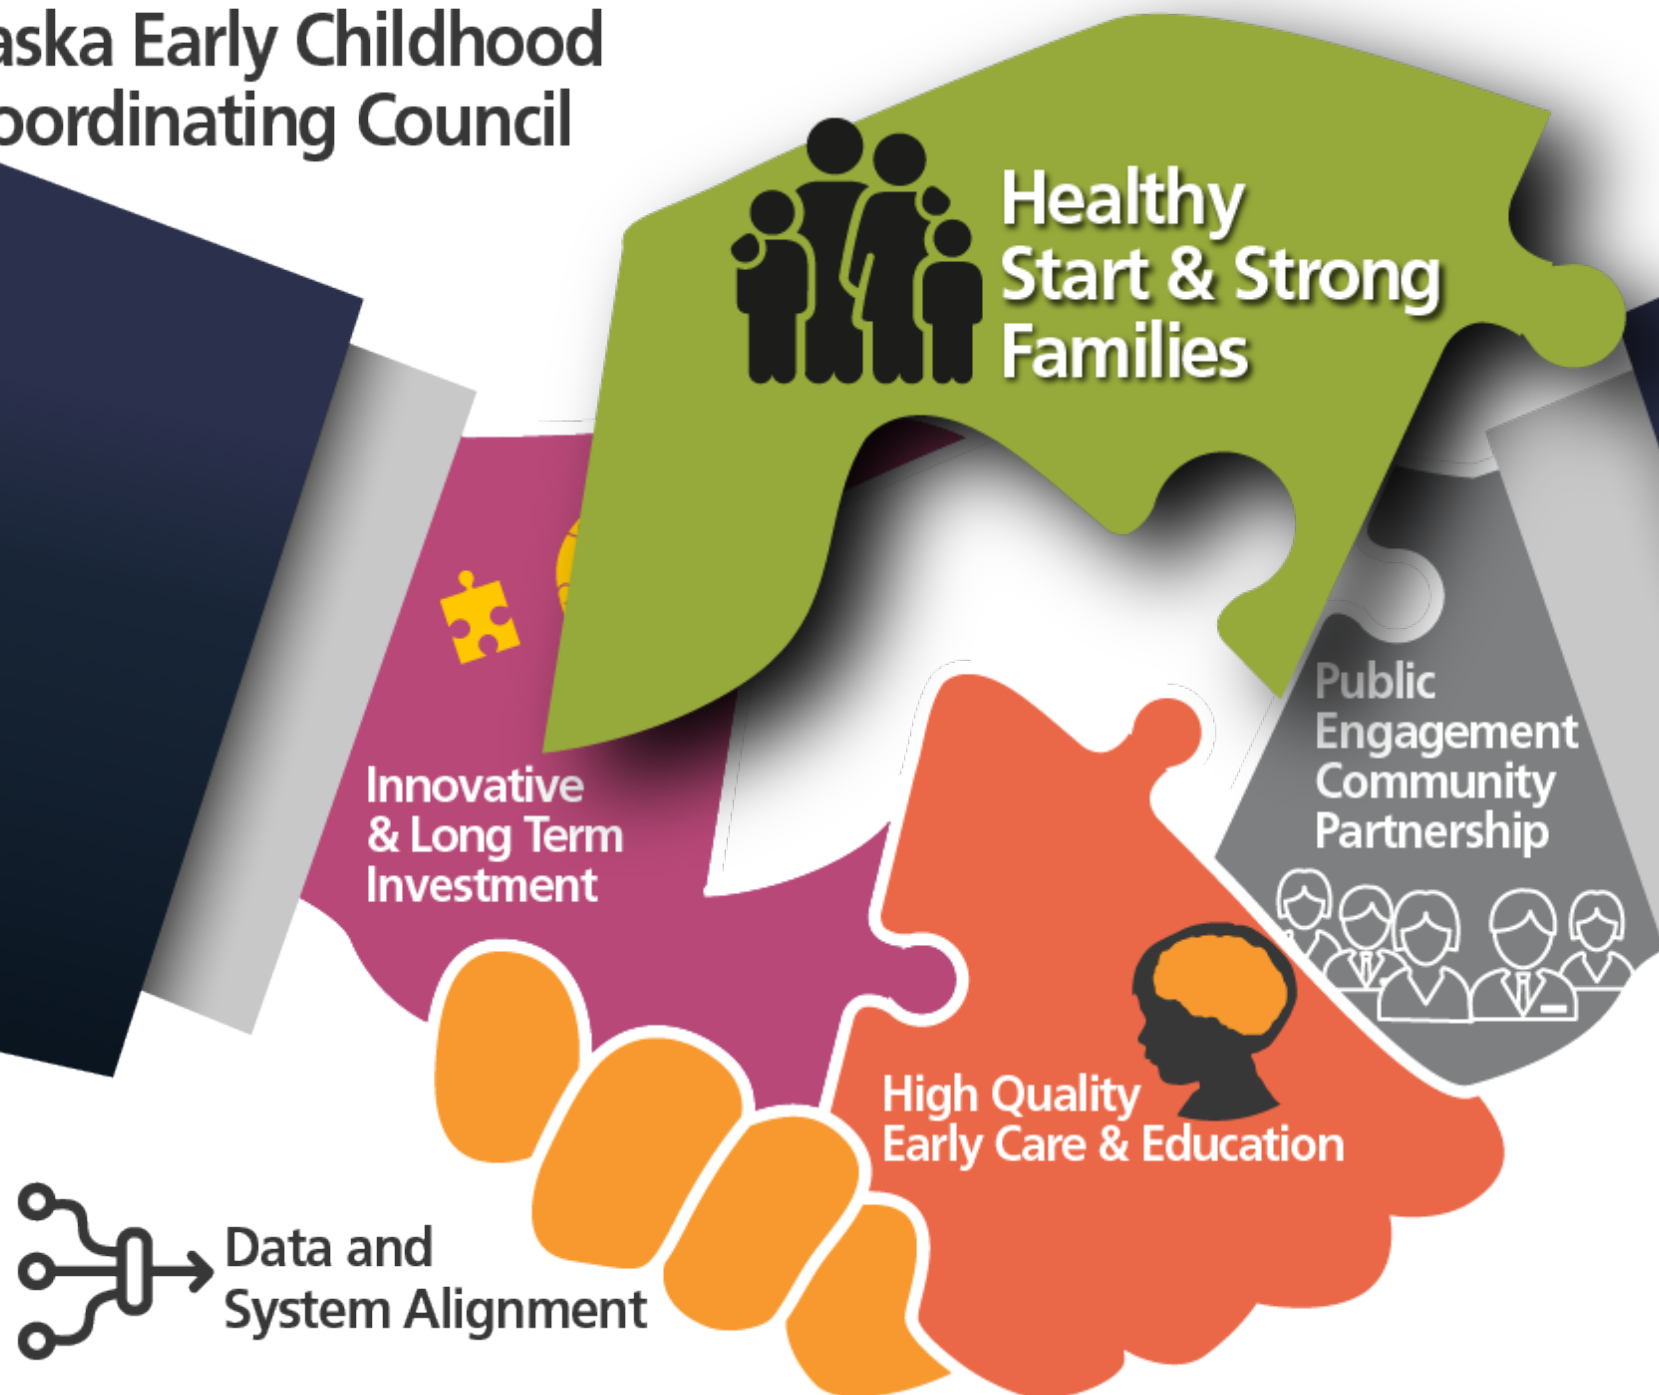 aska Early Childhood
oordinating Council
Healthy
Start & Strong
Families
Innovative
& Long Term
Investment
Public
Engagement
Community
Partnership
High Quality
Early Care & Education
Data and
System Alignment